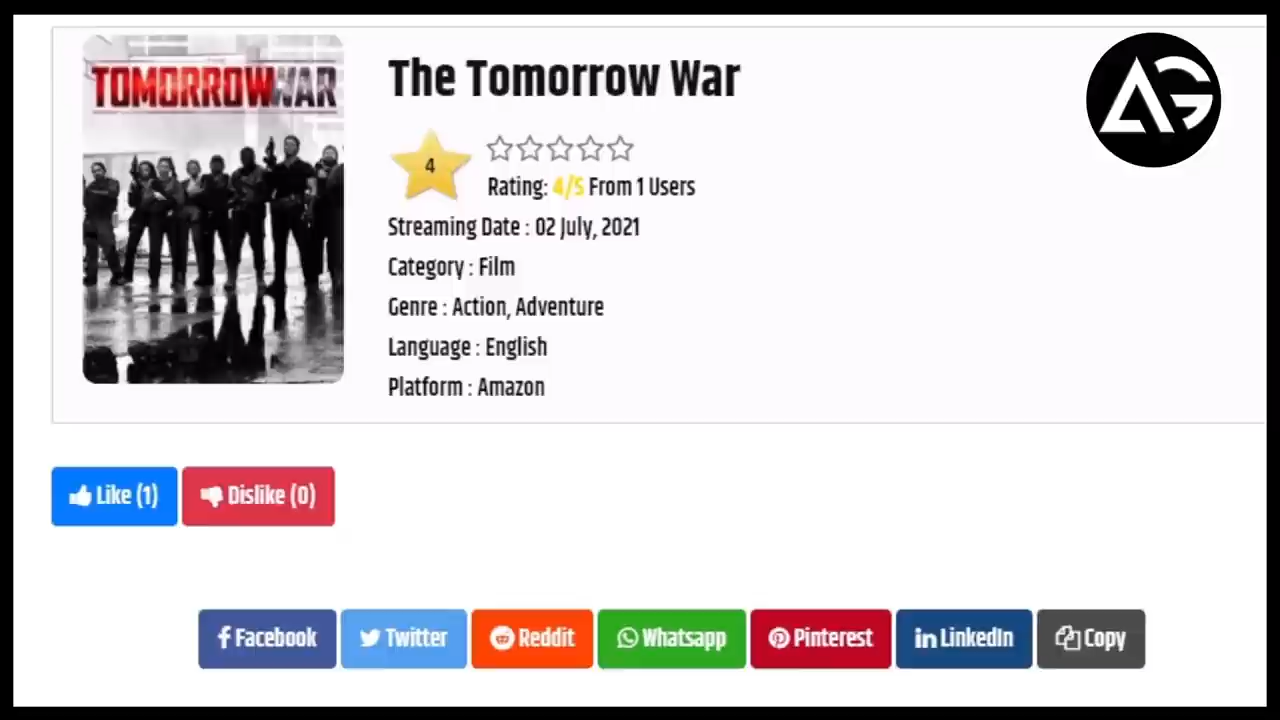 TOMORROW WAR
The Tomorrow War
AG
4
Rating: 4/5 From 1 Users
Streaming Date : 02 July, 2021
Category : Film
Genre : Action, Adventure
Language : English
Platform : Amazon
Like (1) Dislike (0)
Facebook Twitter Reddit Whatsapp Pinterest LinkedIn Copy